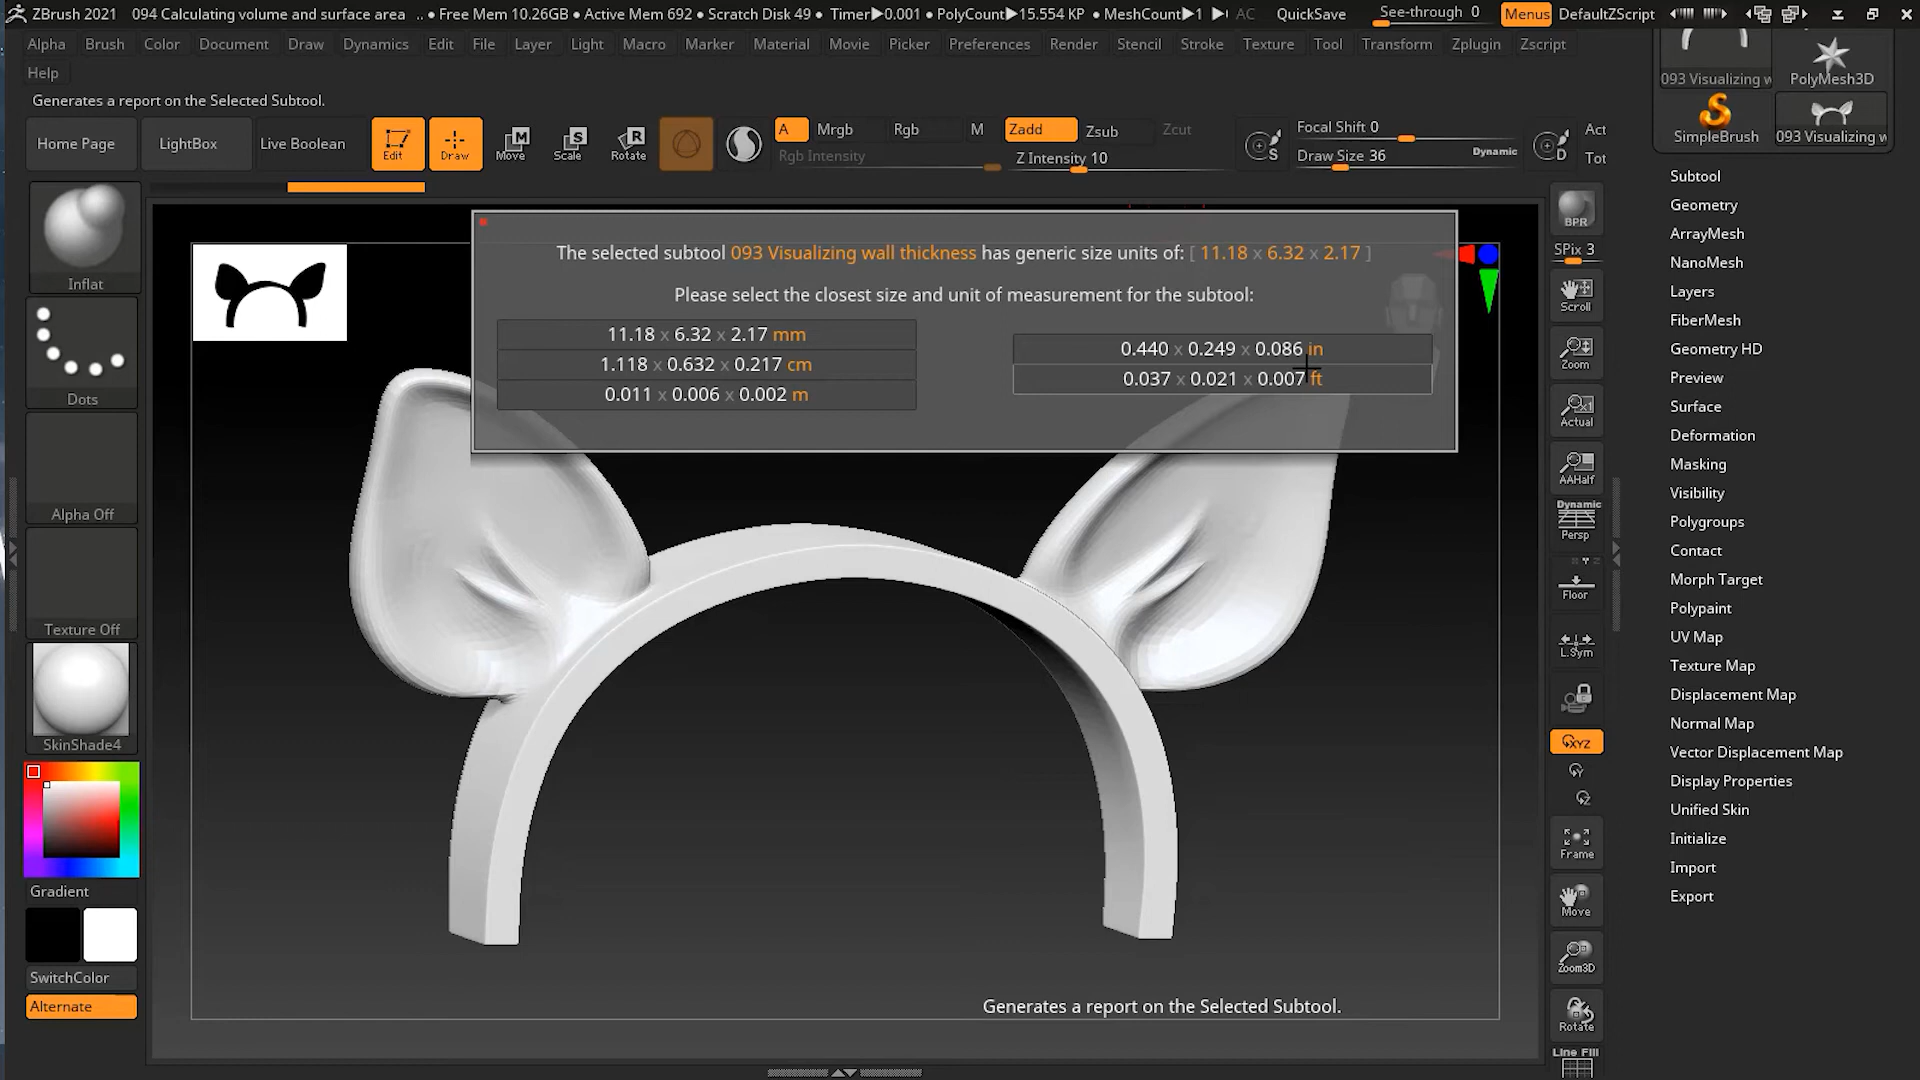 ZBrush 2021 094 Calculating volume and surface area .. • Free Mem 10.26GB • Active Mem 692 • Scratch Disk 49 • Timer▶0.001 • PolyCount▶15.554 KP • MeshCount▶1 AC QuickSave See-through 0 Menus DefaultZScript
Alpha Brush Color Document Draw Dynamics Edit File Layer Light Macro Marker Material Movie Picker Preferences Render Stencil Stroke Texture Tool Transform Zplugin Zscript
Help
Generates a report on the Selected Subtool.
Home Page LightBox Live Boolean Edit Draw Move Scale Rotate A Mrgb Rgb M Zadd Zsub Zcut Focal Shift 0 Act
Rgb Intensity Z Intensity 10 Draw Size 36 Dynamic Tot
M S R S D
093 Visualizing w PolyMesh3D
SimpleBrush 093 Visualizing w
Inflat
Dots
Alpha Off
Texture Off
SkinShade4
Gradient
SwitchColor
Alternate
The selected subtool 093 Visualizing wall thickness has generic size units of: [ 11.18 x 6.32 x 2.17 ]
Please select the closest size and unit of measurement for the subtool:
11.18 x 6.32 x 2.17 mm
1.118 x 0.632 x 0.217 cm
0.011 x 0.006 x 0.002 m
0.440 x 0.249 x 0.086 in
0.037 x 0.021 x 0.007 ft
Generates a report on the Selected Subtool.
BPR
SPix 3
Scroll
Zoom
Actual
AAHalf
Dynamic
Persp
Floor
L.Sym
XYZ
Y
Z
Frame
Move
Zoom3D
Rotate
Line Fill
Subtool
Geometry
ArrayMesh
NanoMesh
Layers
FiberMesh
Geometry HD
Preview
Surface
Deformation
Masking
Visibility
Polygroups
Contact
Morph Target
Polypaint
UV Map
Texture Map
Displacement Map
Normal Map
Vector Displacement Map
Display Properties
Unified Skin
Initialize
Import
Export